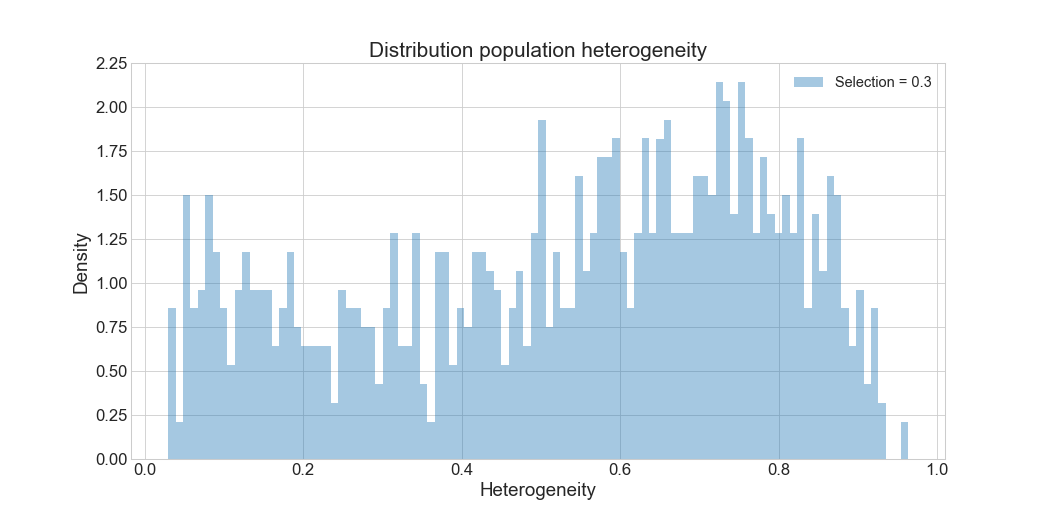 Distribution population heterogeneity
Selection = 0.3
Density
2.25
2.00
1.75
1.50
1.25
1.00
0.75
0.50
0.25
0.00
0.0 0.2 0.4 0.6 0.8 1.0
Heterogeneity